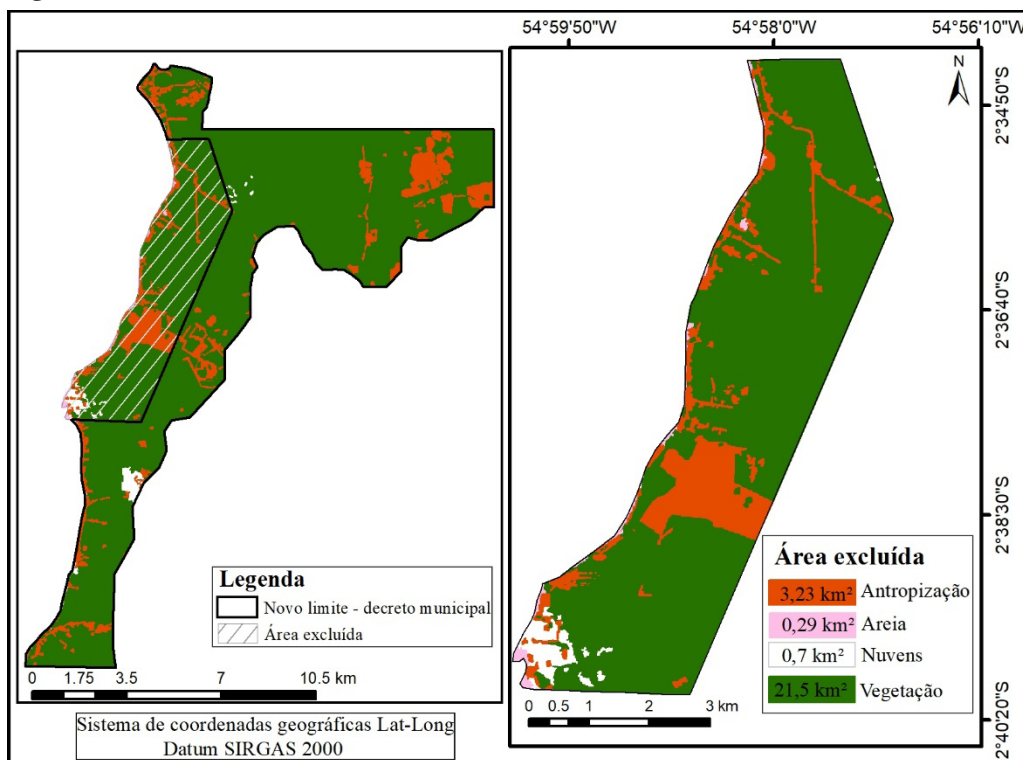 54°59'50"W 54°58'0"W 54°56'10"W
N
2°34'50"S
2°36'40"S
2°38'30"S
2°40'20"S
Legenda
Novo limite - decreto municipal
Área excluída
0 1.75 3.5 7 10.5 km
Sistema de coordenadas geográficas Lat-Long
Datum SIRGAS 2000
Área excluída
3,23 km² Antropização
0,29 km² Areia
0,7 km² Nuvens
21,5 km² Vegetação
0 0.5 1 2 3 km